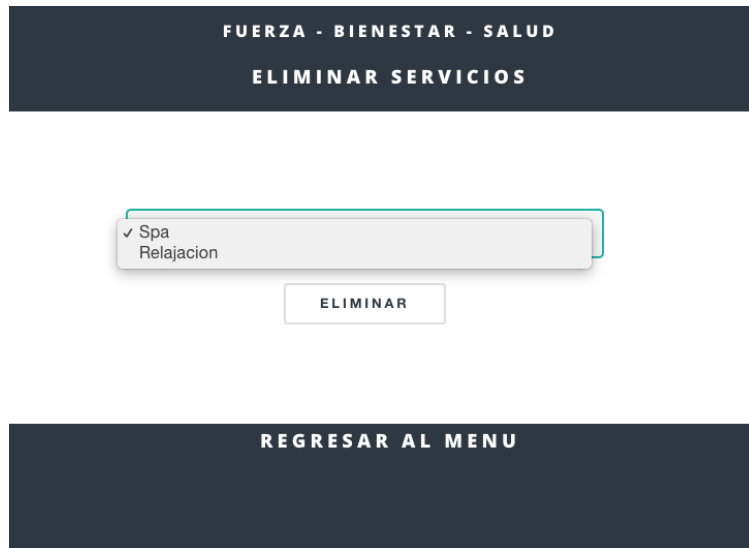 FUERZA - BIENESTAR - SALUD
ELIMINAR SERVICIOS
✓ Spa
Relajacion
ELIMINAR
REGRESAR AL MENU